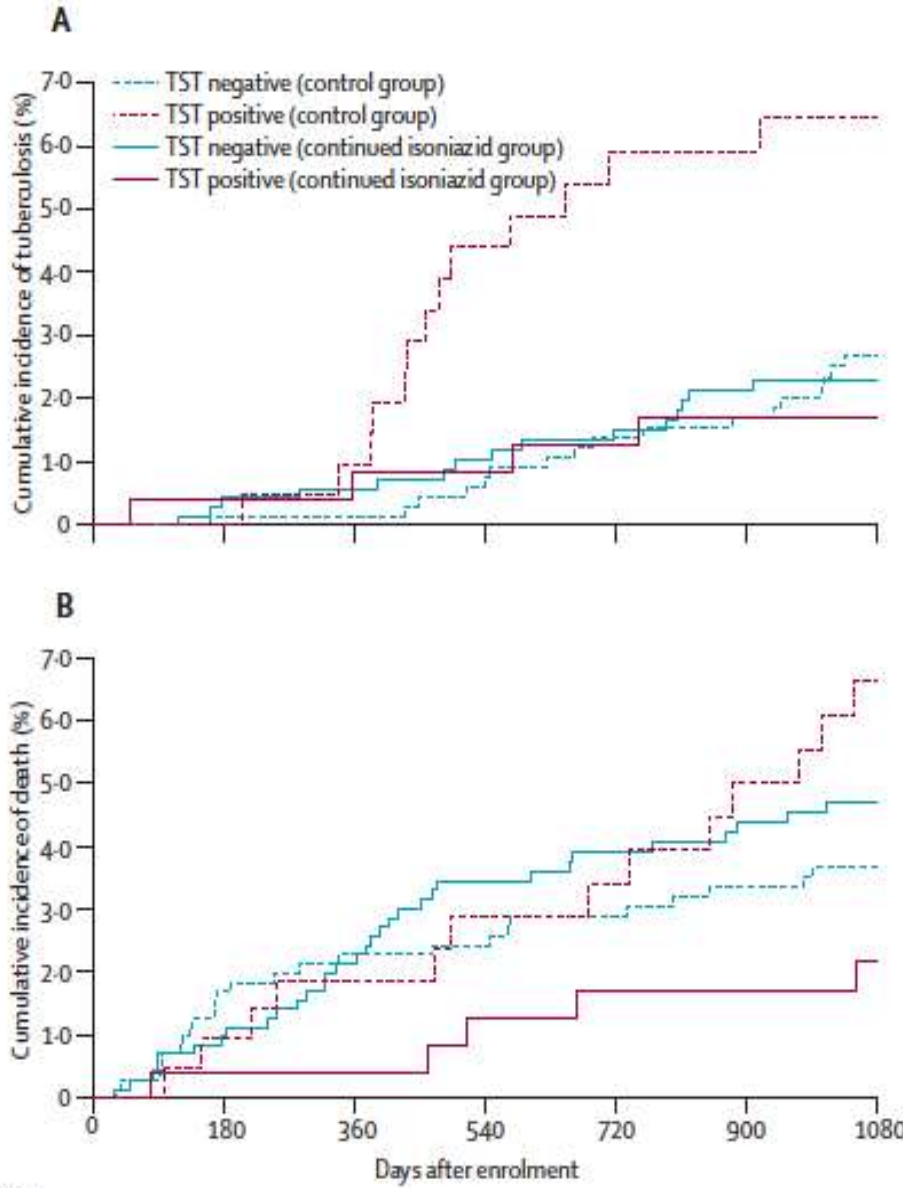 A
Cumulative incidence of tuberculosis (%)
7·0
6·0
5·0
4·0
3·0
2·0
1·0
0
TST negative (control group)
TST positive (control group)
TST negative (continued isoniazid group)
TST positive (continued isoniazid group)
B
Cumulative incidence of death (%)
7·0
6·0
5·0
4·0
3·0
2·0
1·0
0
0 180 360 540 720 900 1080
Days after enrolment